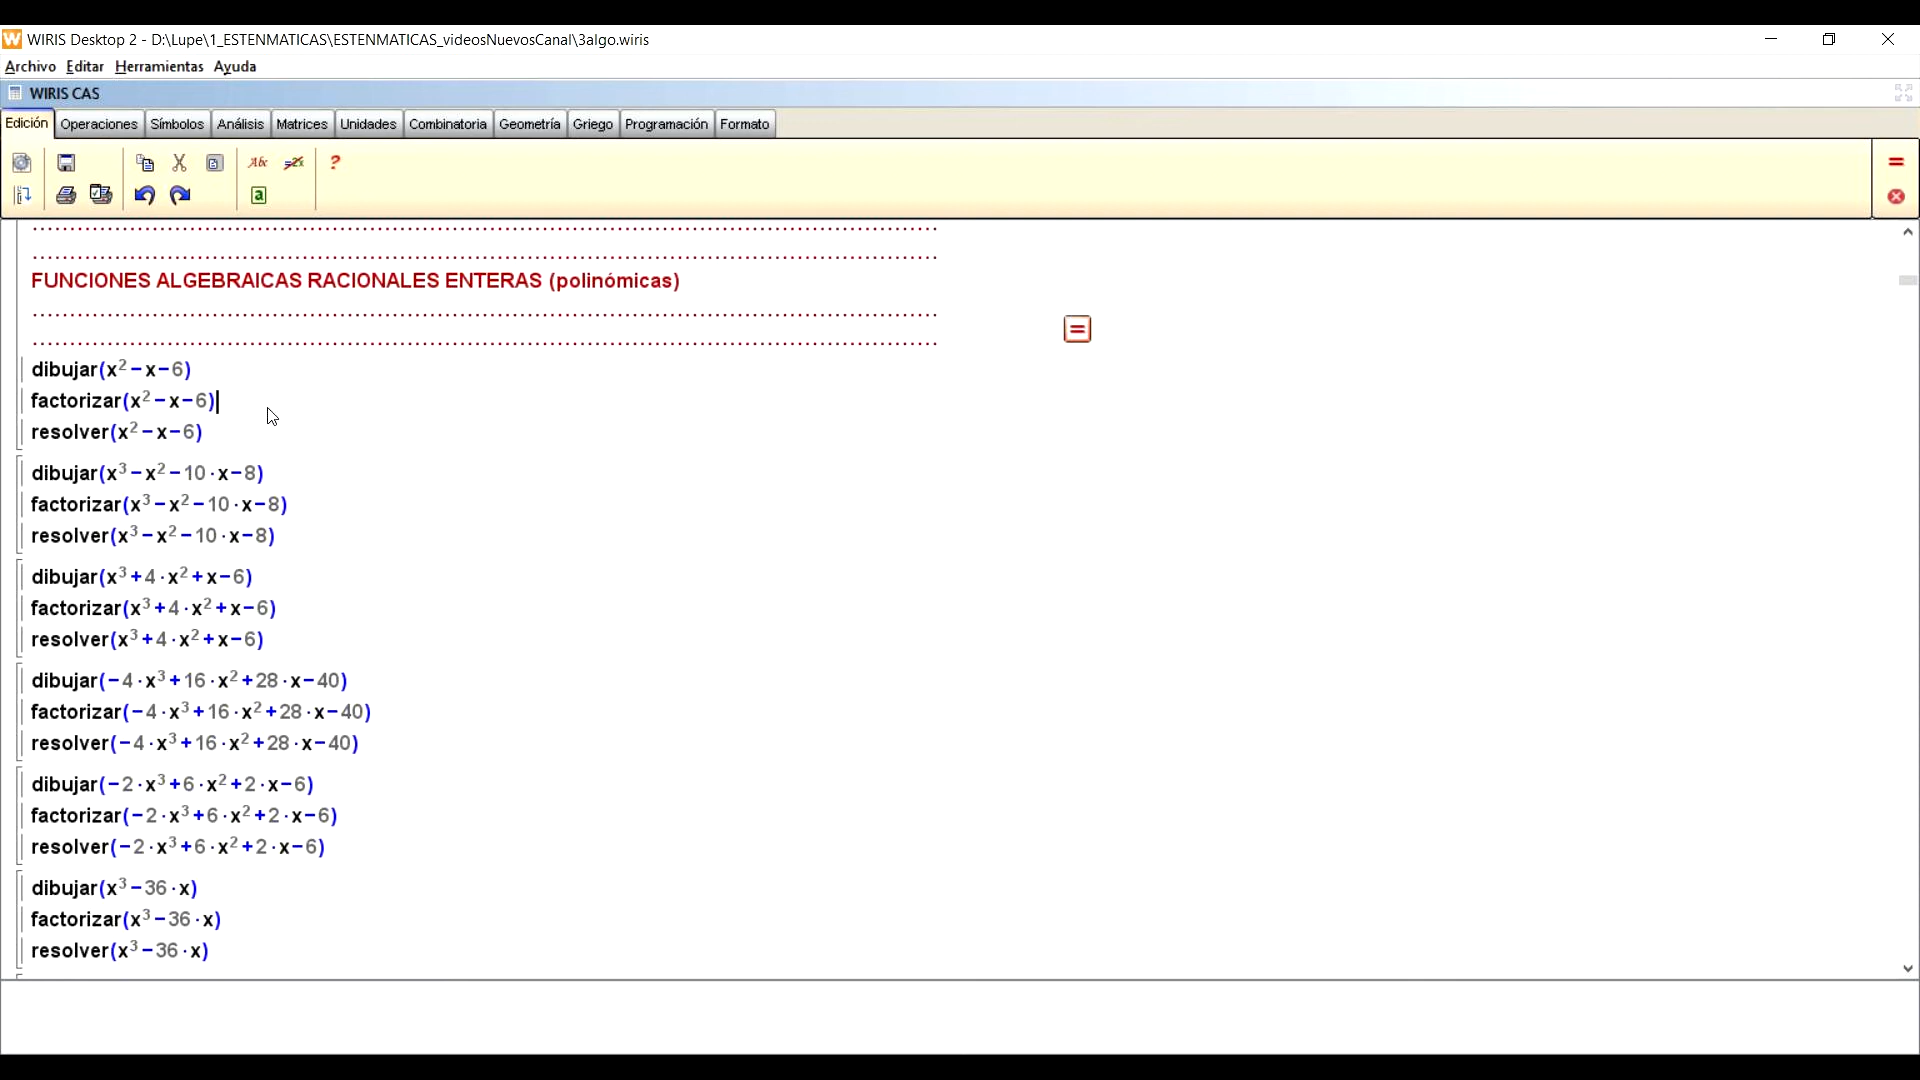 WIRIS Desktop 2 - D:\Lupe\1_ESTENMATICAS\ESTENMATICAS_videosNuevosCanal\3algo.wiris
Archivo Editar Herramientas Ayuda
WIRIS CAS
Edición Operaciones Símbolos Análisis Matrices Unidades Combinatoria Geometría Griego Programación Formato
FUNCIONES ALGEBRAICAS RACIONALES ENTERAS (polinómicas)
dibujar(x²−x−6)
factorizar(x²−x−6)
resolver(x²−x−6)
dibujar(x³−x²−10·x−8)
factorizar(x³−x²−10·x−8)
resolver(x³−x²−10·x−8)
dibujar(x³+4·x²+x−6)
factorizar(x³+4·x²+x−6)
resolver(x³+4·x²+x−6)
dibujar(−4·x³+16·x²+28·x−40)
factorizar(−4·x³+16·x²+28·x−40)
resolver(−4·x³+16·x²+28·x−40)
dibujar(−2·x³+6·x²+2·x−6)
factorizar(−2·x³+6·x²+2·x−6)
resolver(−2·x³+6·x²+2·x−6)
dibujar(x³−36·x)
factorizar(x³−36·x)
resolver(x³−36·x)